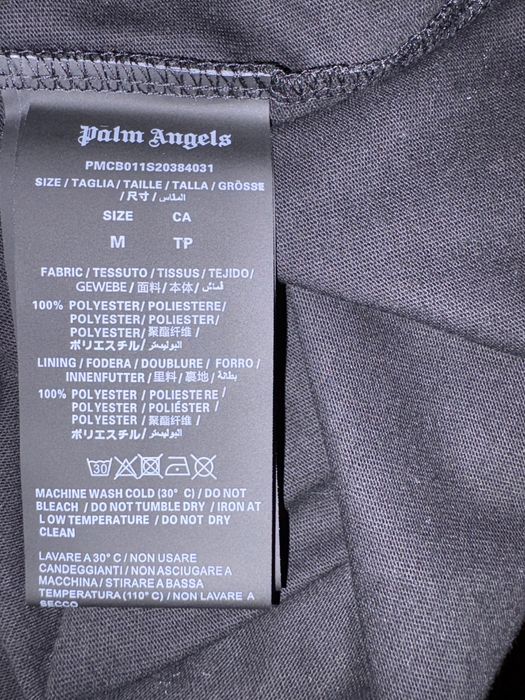 Palm Angels
PMCB011S20384031
SIZE / TAGLIA / TAILLE / TALLA / GRÖSSE
/ 尺寸 / المقاس /
SIZE CA
M TP
FABRIC / TESSUTO / TISSUS / TEJIDO /
GEWEBE / 面料 / 本体 / قماش /
100% POLYESTER / POLIESTERE /
POLYESTER / POLIESTER /
POLYESTER / 聚酯纤维 /
ポリエステル / البوليستر /
LINING / FODERA / DOUBLURE / FORRO /
INNENFUTTER / 里料 / 裏地 / بطانة /
100% POLYESTER / POLIESTERE /
POLYESTER / POLIÉSTER /
POLYESTER / 聚酯纤维 /
ポリエステル / البوليستر /
30
MACHINE WASH COLD (30° C) / DO NOT
BLEACH / DO NOT TUMBLE DRY / IRON AT
LOW TEMPERATURE / DO NOT DRY
CLEAN
LAVARE A 30° C / NON USARE
CANDEGGIANTI / NON ASCIUGARE A
MACCHINA / STIRARE A BASSA
TEMPERATURA (110° C) / NON LAVARE A
SECCO